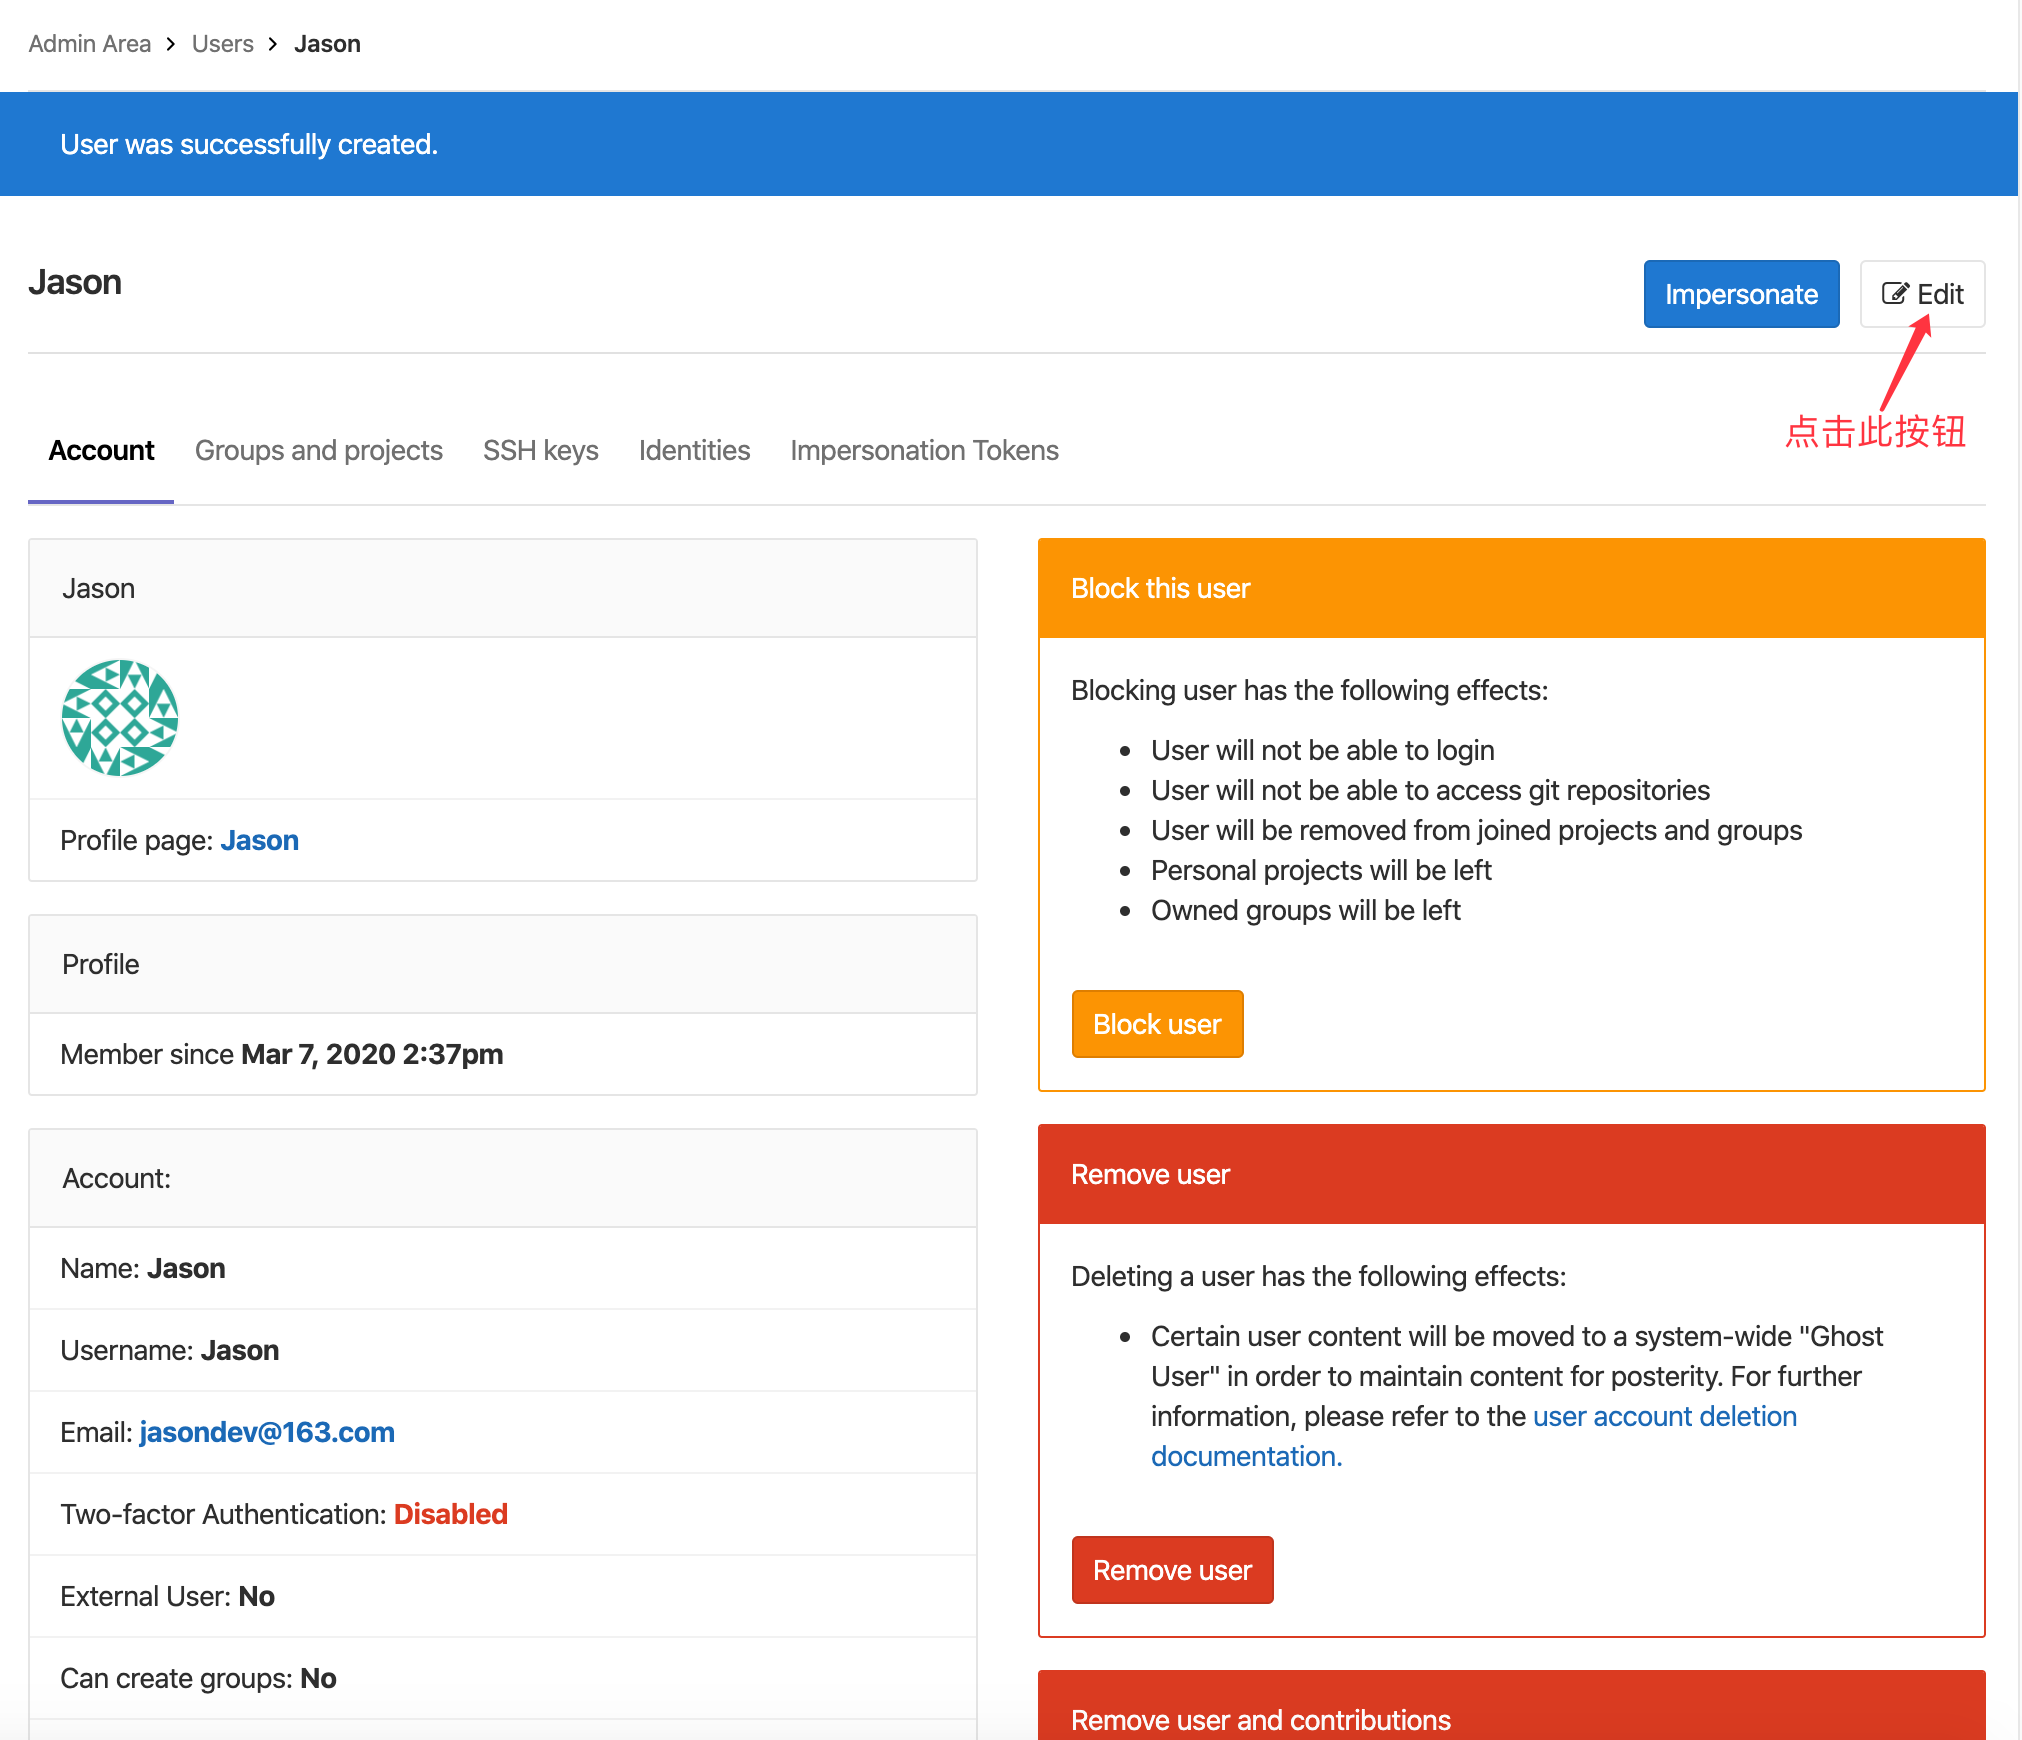 Admin Area > Users > Jason
User was successfully created.
Jason
Impersonate
Edit
点击此按钮
Account Groups and projects SSH keys Identities Impersonation Tokens
Jason
Profile page: Jason
Profile
Member since Mar 7, 2020 2:37pm
Account:
Name: Jason
Username: Jason
Email: jasondev@163.com
Two-factor Authentication: Disabled
External User: No
Can create groups: No
Block this user
Blocking user has the following effects:
• User will not be able to login
• User will not be able to access git repositories
• User will be removed from joined projects and groups
• Personal projects will be left
• Owned groups will be left
Block user
Remove user
Deleting a user has the following effects:
• Certain user content will be moved to a system-wide "Ghost
User" in order to maintain content for posterity. For further
information, please refer to the user account deletion
documentation.
Remove user
Remove user and contributions